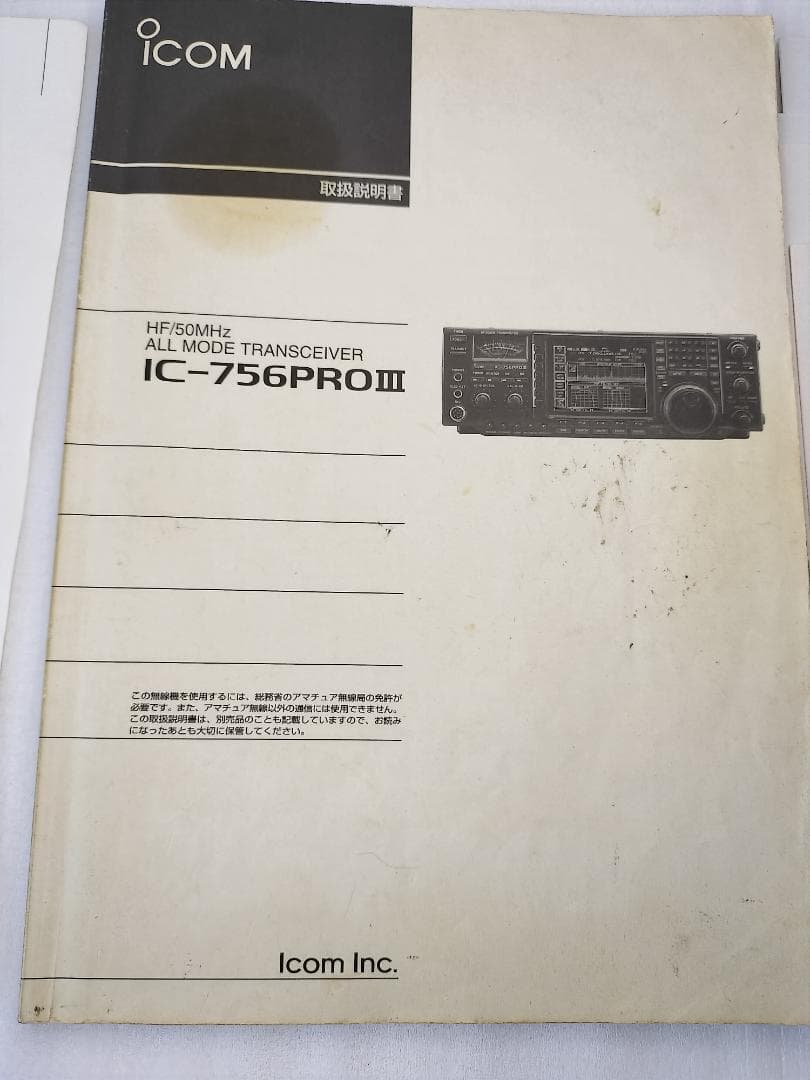 ICOM
取扱説明書
HF/50MHz
ALL MODE TRANSCEIVER
IC-756PROⅢ
この無線機を使用するには、総務省のアマチュア無線局の免許が
必要です。また、アマチュア無線以外の通信には使用できません。
この取扱説明書は、別売品のことも記載していますので、お読み
になったあとも大切に保管してください。
Icom Inc.